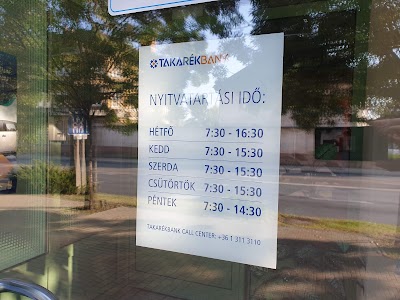 TAKARÉKBANK
NYITVATARTÁSI IDŐ:
HÉTFŐ 7:30 - 16:30
KEDD 7:30 - 15:30
SZERDA 7:30 - 15:30
CSÜTÖRTÖK 7:30 - 15:30
PÉNTEK 7:30 - 14:30
TAKARÉKBANK CALL CENTER: +36 1 311 3110